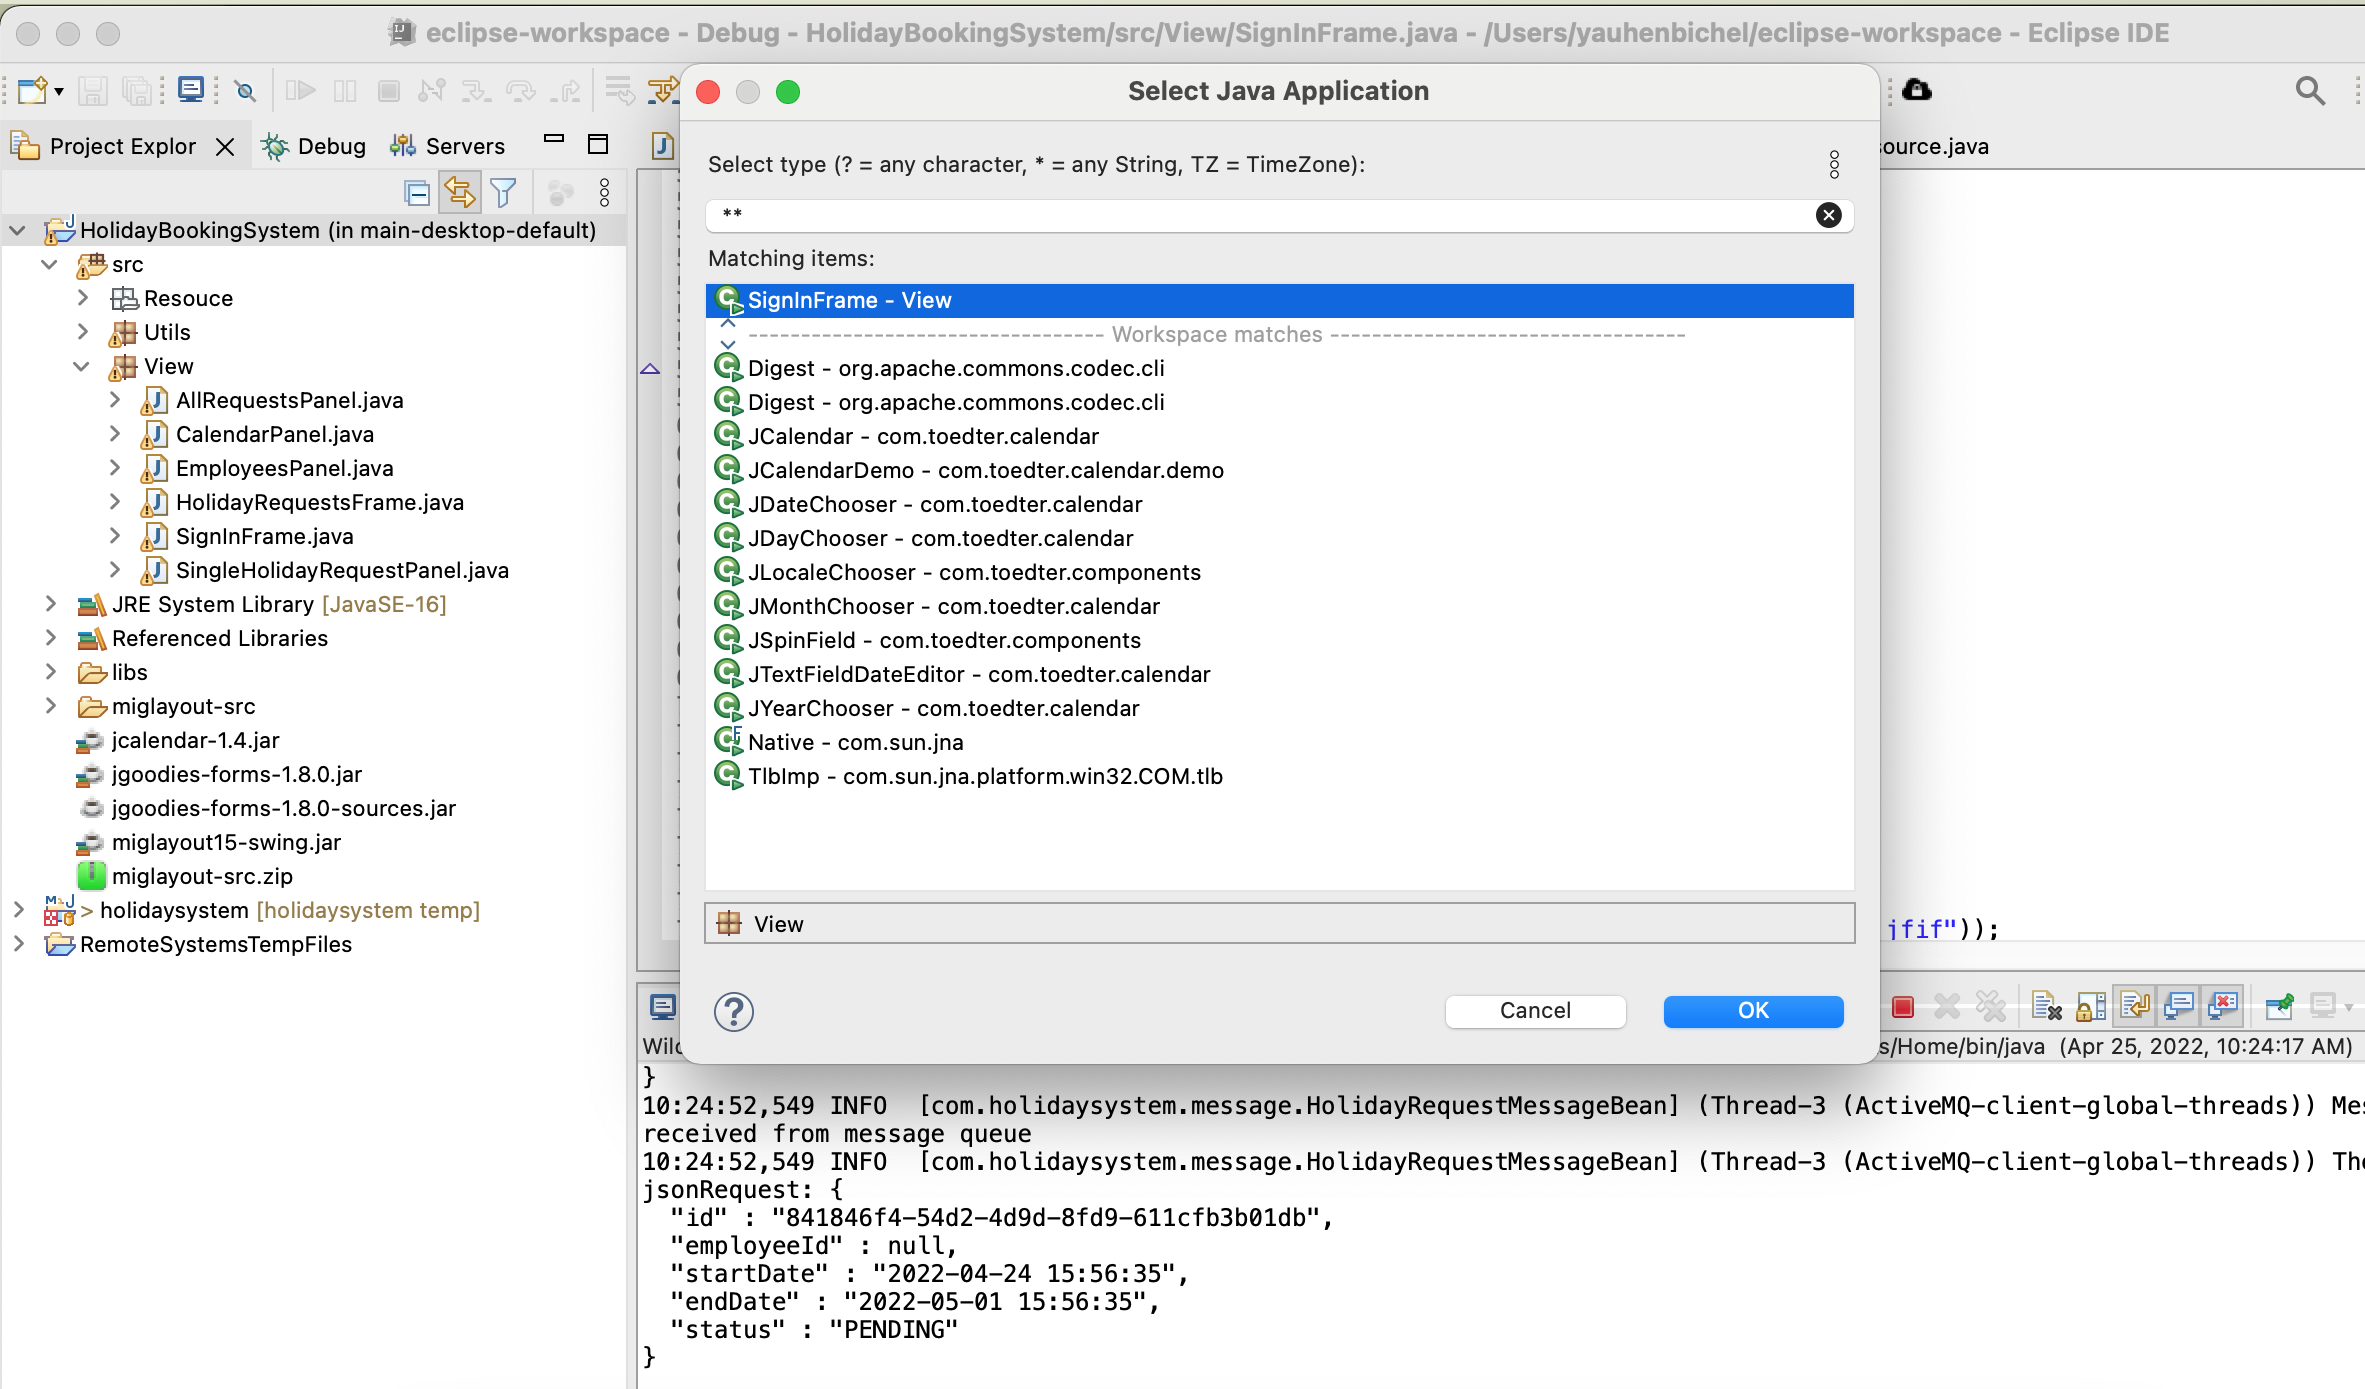 eclipse-workspace - Debug - HolidayBookingSystem/src/View/SignInFrame.java - /Users/yauhenbichel/eclipse-workspace - Eclipse IDE
Project Explor
Debug
Servers
ource.java
HolidayBookingSystem (in main-desktop-default)
src
Resouce
Utils
View
AllRequestsPanel.java
CalendarPanel.java
EmployeesPanel.java
HolidayRequestsFrame.java
SignInFrame.java
SingleHolidayRequestPanel.java
JRE System Library [JavaSE-16]
Referenced Libraries
libs
miglayout-src
jcalendar-1.4.jar
jgoodies-forms-1.8.0.jar
jgoodies-forms-1.8.0-sources.jar
miglayout15-swing.jar
miglayout-src.zip
> holidaysystem [holidaysystem temp]
RemoteSystemsTempFiles
Select Java Application
Select type (? = any character, * = any String, TZ = TimeZone):
**
Matching items:
SignInFrame - View
---------------------------------- Workspace matches ----------------------------------
Digest - org.apache.commons.codec.cli
Digest - org.apache.commons.codec.cli
JCalendar - com.toedter.calendar
JCalendarDemo - com.toedter.calendar.demo
JDateChooser - com.toedter.calendar
JDayChooser - com.toedter.calendar
JLocaleChooser - com.toedter.components
JMonthChooser - com.toedter.calendar
JSpinField - com.toedter.components
JTextFieldDateEditor - com.toedter.calendar
JYearChooser - com.toedter.calendar
Native - com.sun.jna
TlbImp - com.sun.jna.platform.win32.COM.tlb
View
Cancel
OK
jfif"));
Wil
s/Home/bin/java (Apr 25, 2022, 10:24:17 AM)
}
10:24:52,549 INFO  [com.holidaysystem.message.HolidayRequestMessageBean] (Thread-3 (ActiveMQ-client-global-threads)) Mes
received from message queue
10:24:52,549 INFO  [com.holidaysystem.message.HolidayRequestMessageBean] (Thread-3 (ActiveMQ-client-global-threads)) The
jsonRequest: {
"id" : "841846f4-54d2-4d9d-8fd9-611cfb3b01db",
"employeeId" : null,
"startDate" : "2022-04-24 15:56:35",
"endDate" : "2022-05-01 15:56:35",
"status" : "PENDING"
}